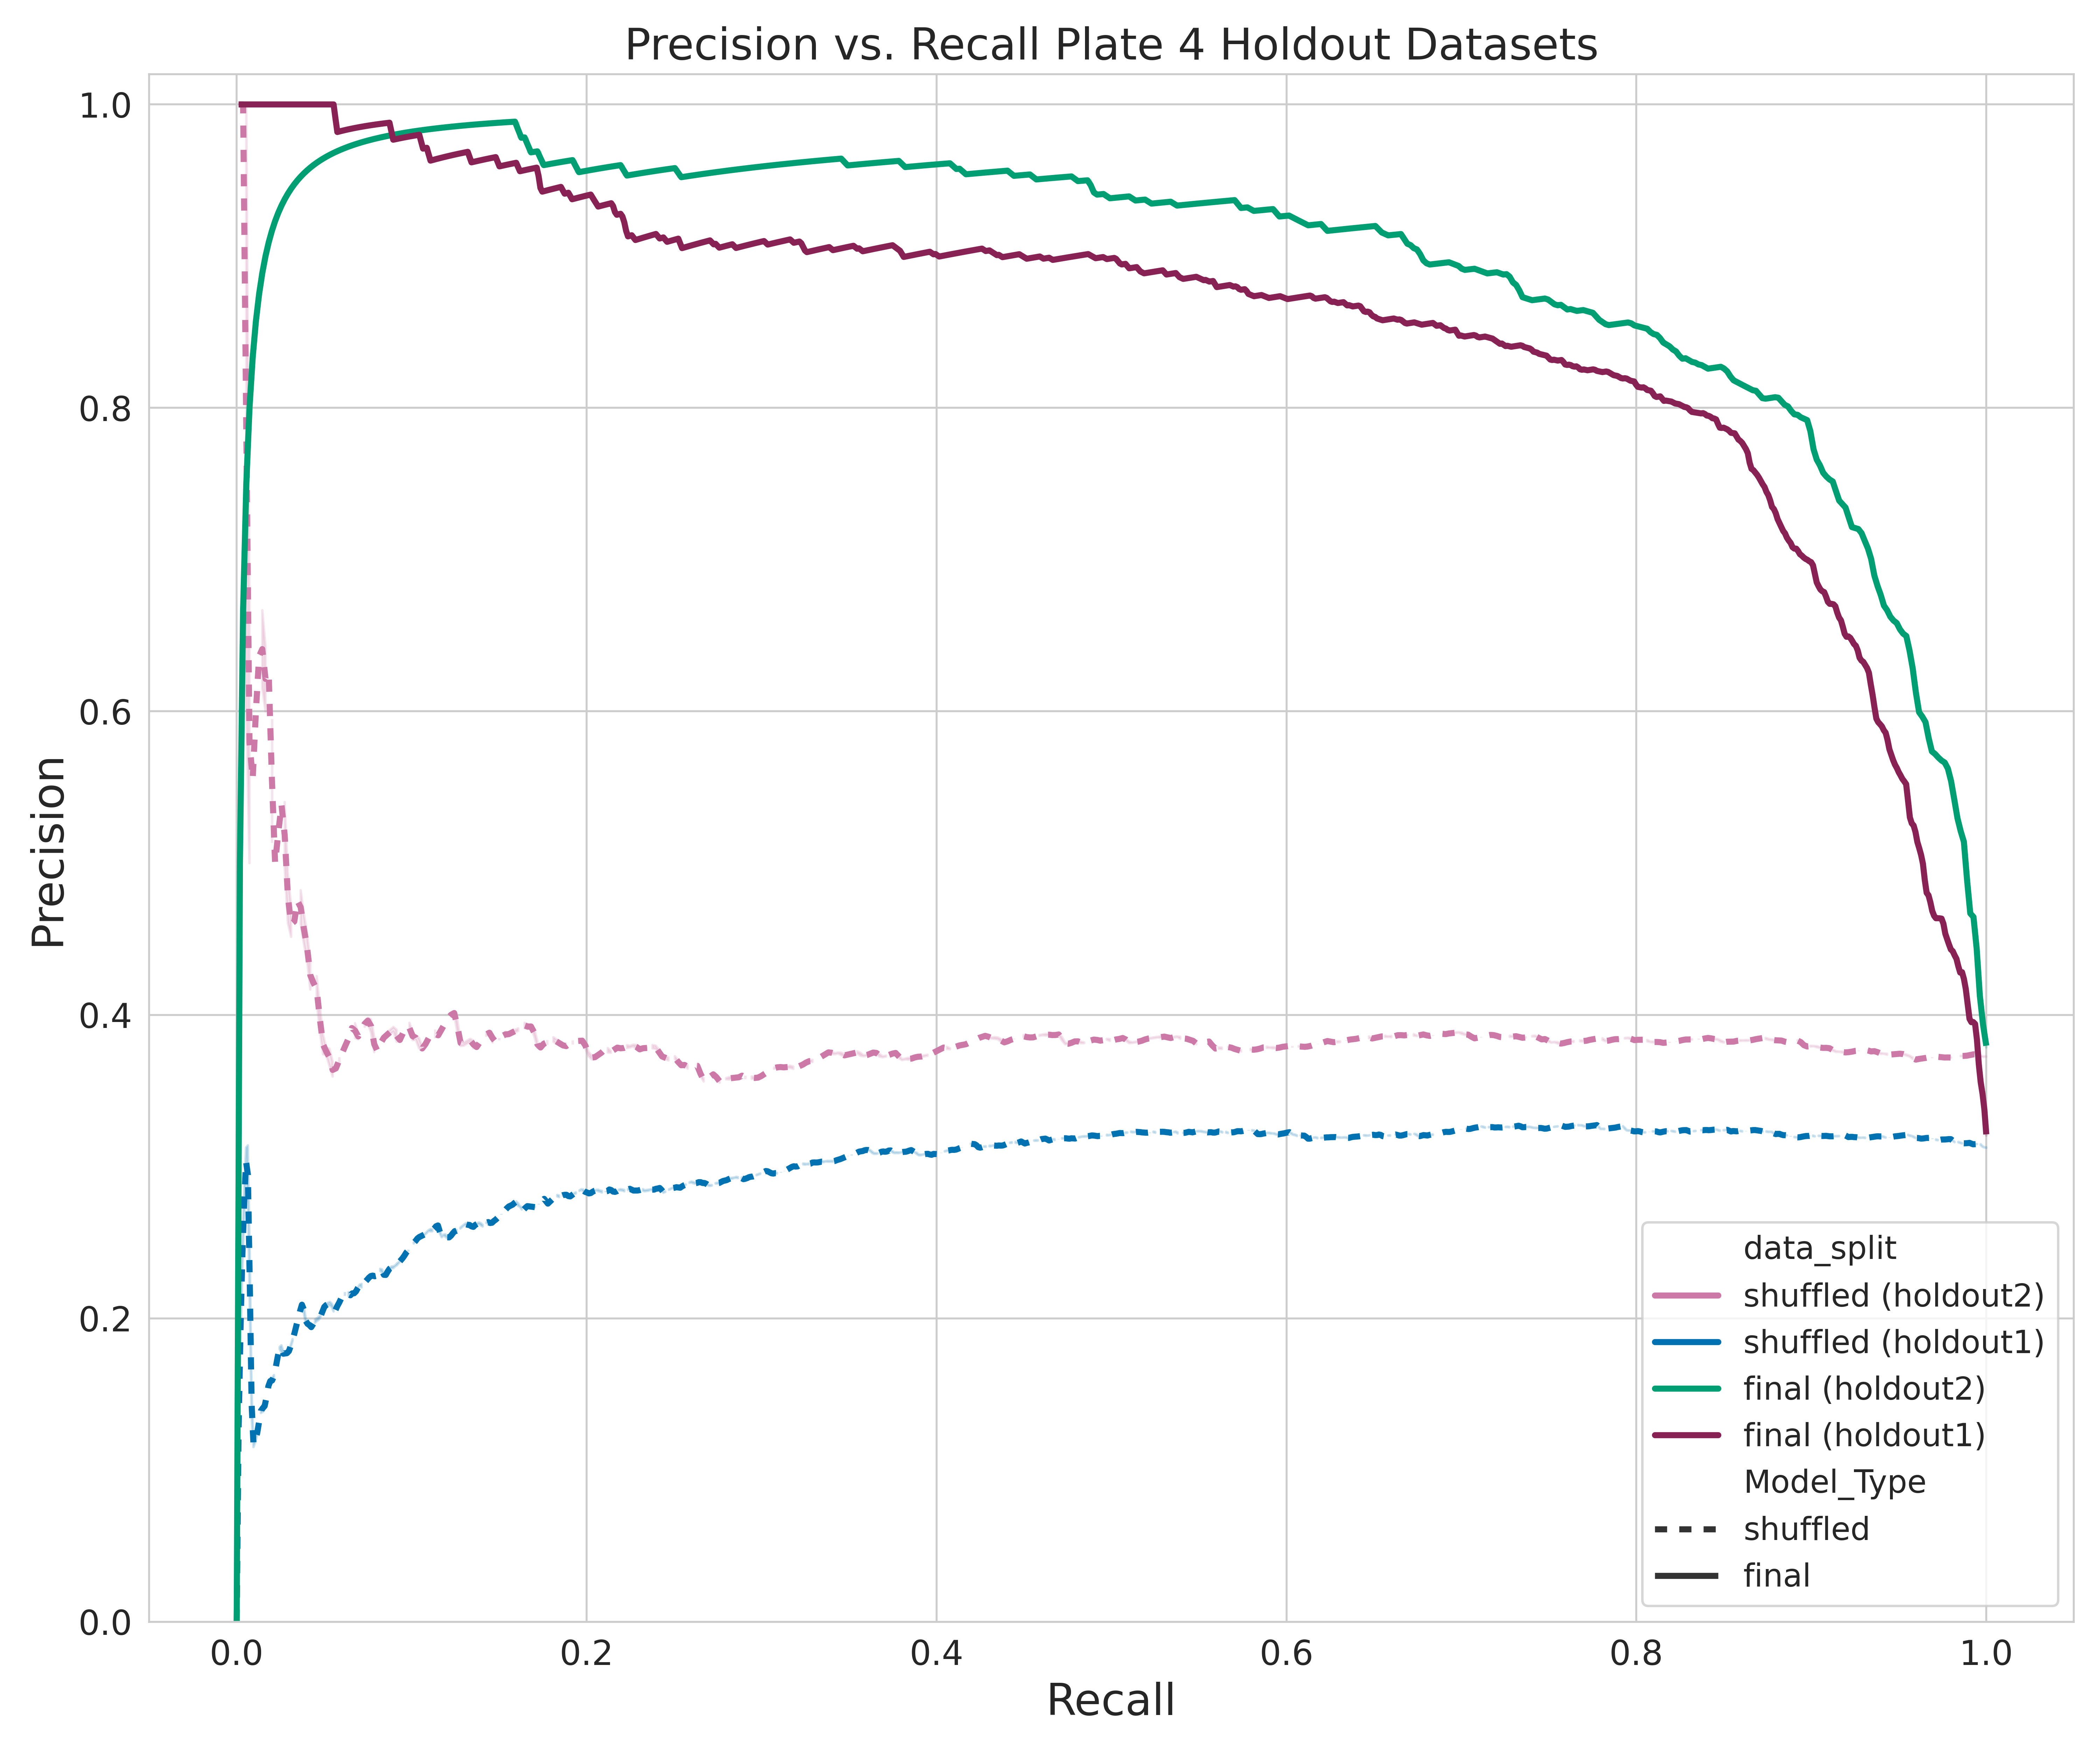 Precision vs. Recall Plate 4 Holdout Datasets
1.0
0.8
0.6
0.4
0.2
0.0
Precision
0.0 0.2 0.4 0.6 0.8 1.0
Recall
data_split
shuffled (holdout2)
shuffled (holdout1)
final (holdout2)
final (holdout1)
Model_Type
shuffled
final